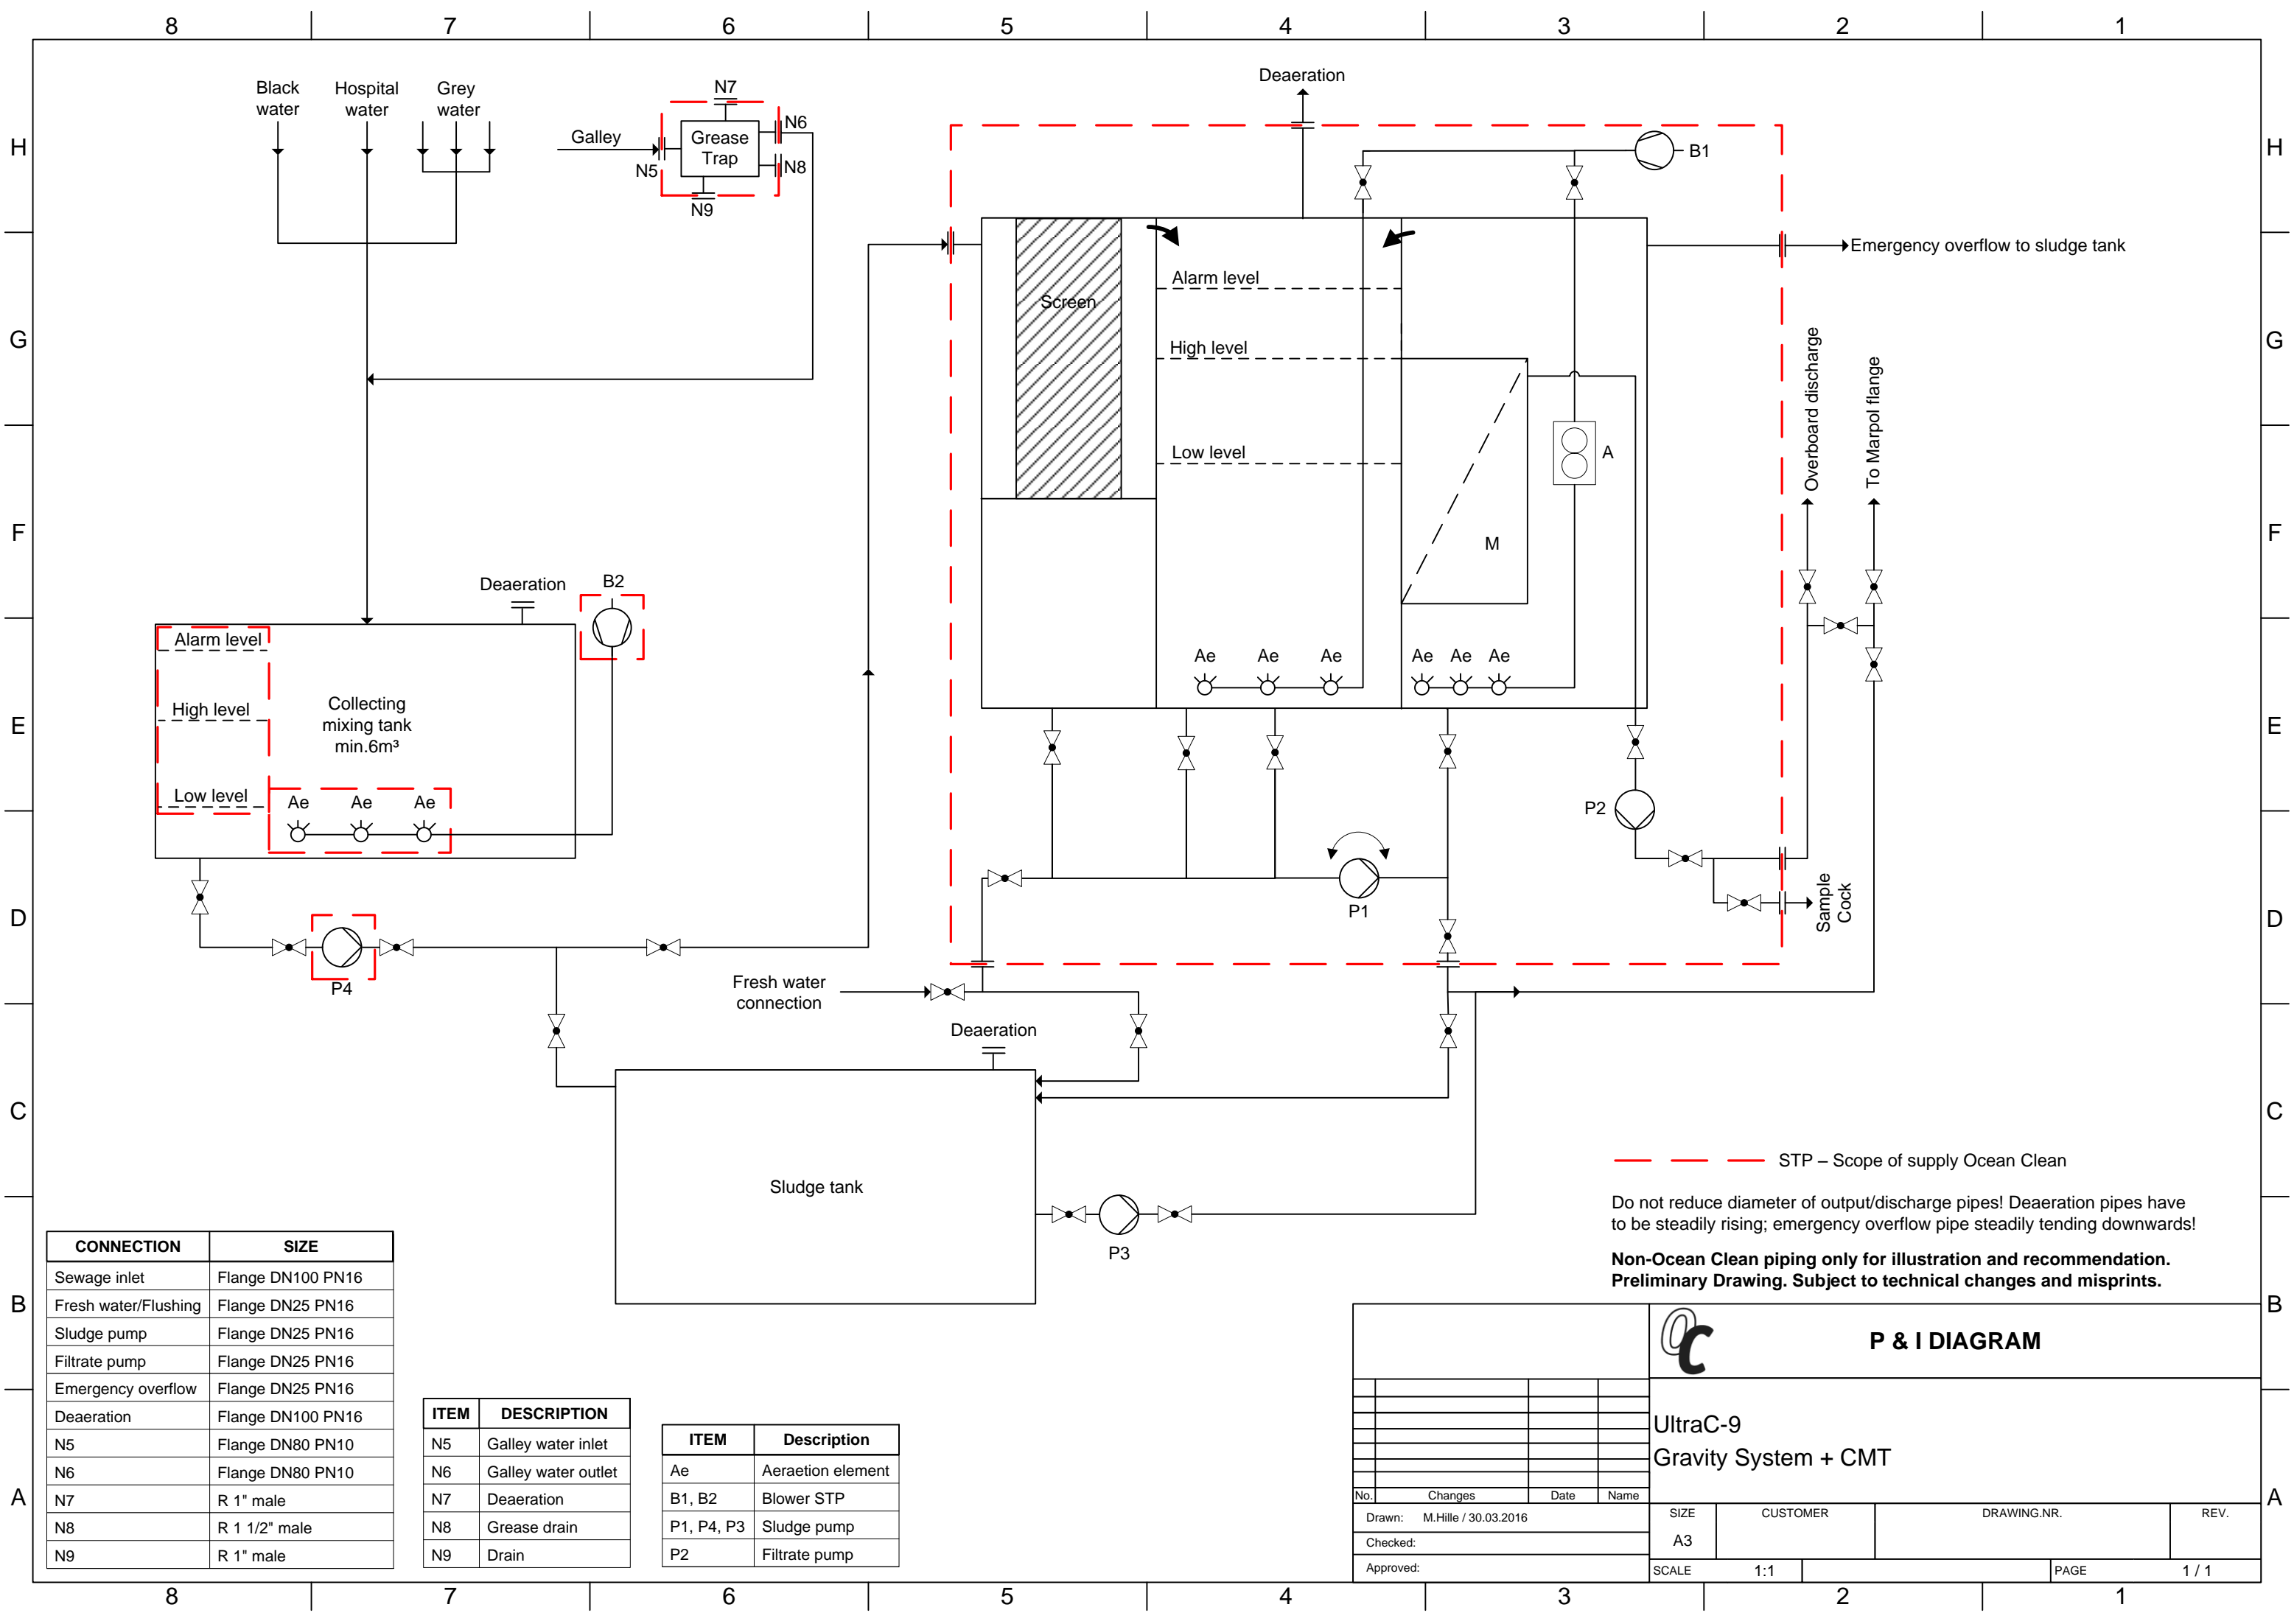 8 7 6 5 4 3 2 1
H
G
F
E
D
C
B
A
H
G
F
E
D
C
B
A
Black
water
Hospital
water
Grey
water
Galley
N7
N6
Grease
Trap
N5
N8
N9
Deaeration
B1
Emergency overflow to sludge tank
Screen
Alarm level
High level
Low level
A
M
Overboard discharge
To Marpol flange
Ae Ae Ae
Ae Ae Ae
Deaeration
B2
Alarm level
High level
Low level
Collecting
mixing tank
min.6m³
Ae Ae Ae
P4
P2
P1
Sample
Cock
Fresh water
connection
Deaeration
Sludge tank
P3
STP – Scope of supply Ocean Clean
Do not reduce diameter of output/discharge pipes! Deaeration pipes have
to be steadily rising; emergency overflow pipe steadily tending downwards!
Non-Ocean Clean piping only for illustration and recommendation.
Preliminary Drawing. Subject to technical changes and misprints.
CONNECTION SIZE
Sewage inlet Flange DN100 PN16
Fresh water/Flushing Flange DN25 PN16
Sludge pump Flange DN25 PN16
Filtrate pump Flange DN25 PN16
Emergency overflow Flange DN25 PN16
Deaeration Flange DN100 PN16
N5 Flange DN80 PN10
N6 Flange DN80 PN10
N7 R 1" male
N8 R 1 1/2" male
N9 R 1" male
ITEM DESCRIPTION
N5 Galley water inlet
N6 Galley water outlet
N7 Deaeration
N8 Grease drain
N9 Drain
ITEM Description
Ae Aeraetion element
B1, B2 Blower STP
P1, P4, P3 Sludge pump
P2 Filtrate pump
OC
P & I DIAGRAM
UltraC-9
Gravity System + CMT
No. Changes Date Name
Drawn: M.Hille / 30.03.2016
Checked:
Approved:
SIZE CUSTOMER DRAWING.NR. REV.
A3
SCALE 1:1 PAGE 1 / 1
8 7 6 5 4 3 2 1